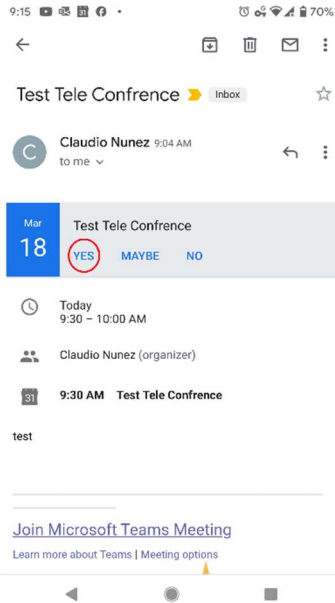 9:15 31 70%
Test Tele Confrence Inbox
C
Claudio Nunez 9:04 AM
to me
Mar
18
Test Tele Confrence
YES MAYBE NO
Today
9:30 – 10:00 AM
Claudio Nunez (organizer)
31 9:30 AM Test Tele Confrence
test
Join Microsoft Teams Meeting
Learn more about Teams | Meeting options